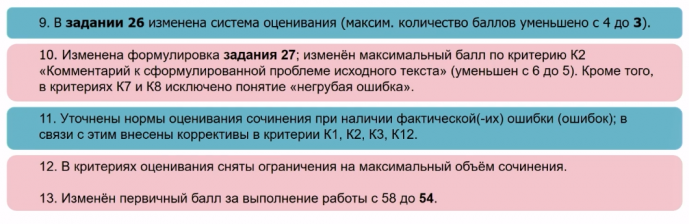 9. В задании 26 изменена система оценивания (максим. количество баллов уменьшено с 4 до 3).
10. Изменена формулировка задания 27; изменён максимальный балл по критерию К2
«Комментарий к сформулированной проблеме исходного текста» (уменьшен с 6 до 5). Кроме того,
в критериях К7 и К8 исключено понятие «негрубая ошибка».
11. Уточнены нормы оценивания сочинения при наличии фактической(-их) ошибки (ошибок); в
связи с этим внесены коррективы в критерии К1, К2, К3, К12.
12. В критериях оценивания сняты ограничения на максимальный объём сочинения.
13. Изменён первичный балл за выполнение работы с 58 до 54.